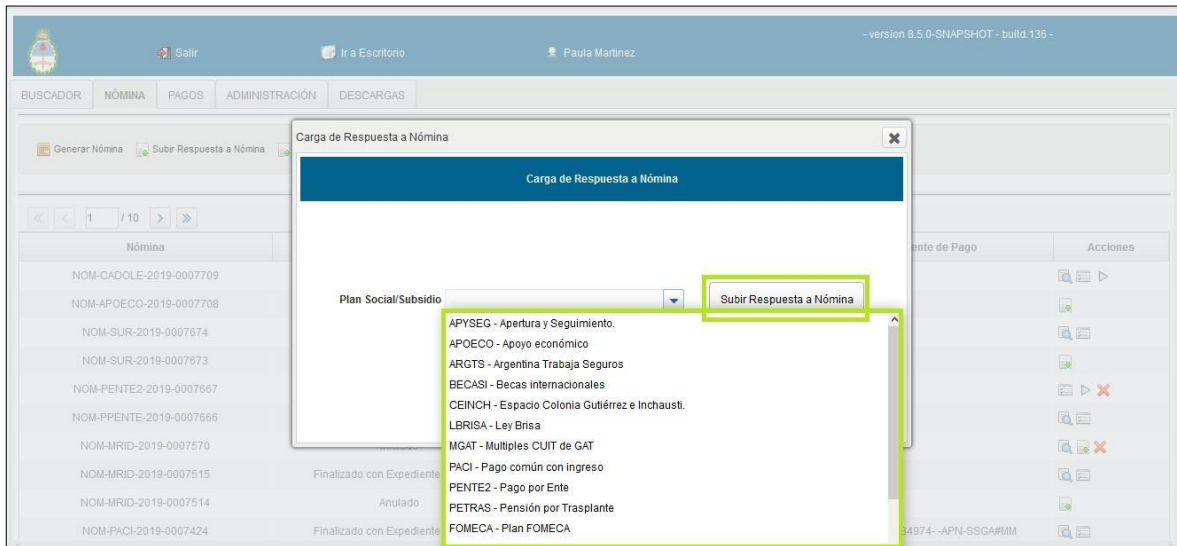 - version 8.5.0-SNAPSHOT - build.136 -
Salir Ir a Escritorio Paula Martinez
BUSCADOR NÓMINA PAGOS ADMINISTRACIÓN DESCARGAS
Carga de Respuesta a Nómina
Generar Nómina Subir Respuesta a Nómina
Carga de Respuesta a Nómina
1 / 10
Nómina ente de Pago Acciones
NOM-CADOLE-2019-0007709
Plan Social/Subsidio Subir Respuesta a Nómina
NOM-APOECO-2019-0007708
APYSEG - Apertura y Seguimiento.
NOM-SUR-2019-0007674
APOECO - Apoyo económico
NOM-SUR-2019-0007673
ARGTS - Argentina Trabaja Seguros
BECASI - Becas internacionales
NOM-PENTE2-2019-0007667
CEINCH - Espacio Colonia Gutiérrez e Inchausti.
NOM-PPENTE-2019-0007666
LBRISA - Ley Brisa
NOM-MRID-2019-0007570
MGAT - Multiples CUIT de GAT
PACI - Pago común con ingreso
NOM-MRID-2019-0007515 Finalizado con Expediente
PENTE2 - Pago por Ente
NOM-MRID-2019-0007514 Anulado
PETRAS - Pensión por Trasplante
NOM-PACI-2019-0007424 Finalizado con Expediente 34974- -APN-SSGA#MM
FOMECA - Plan FOMECA